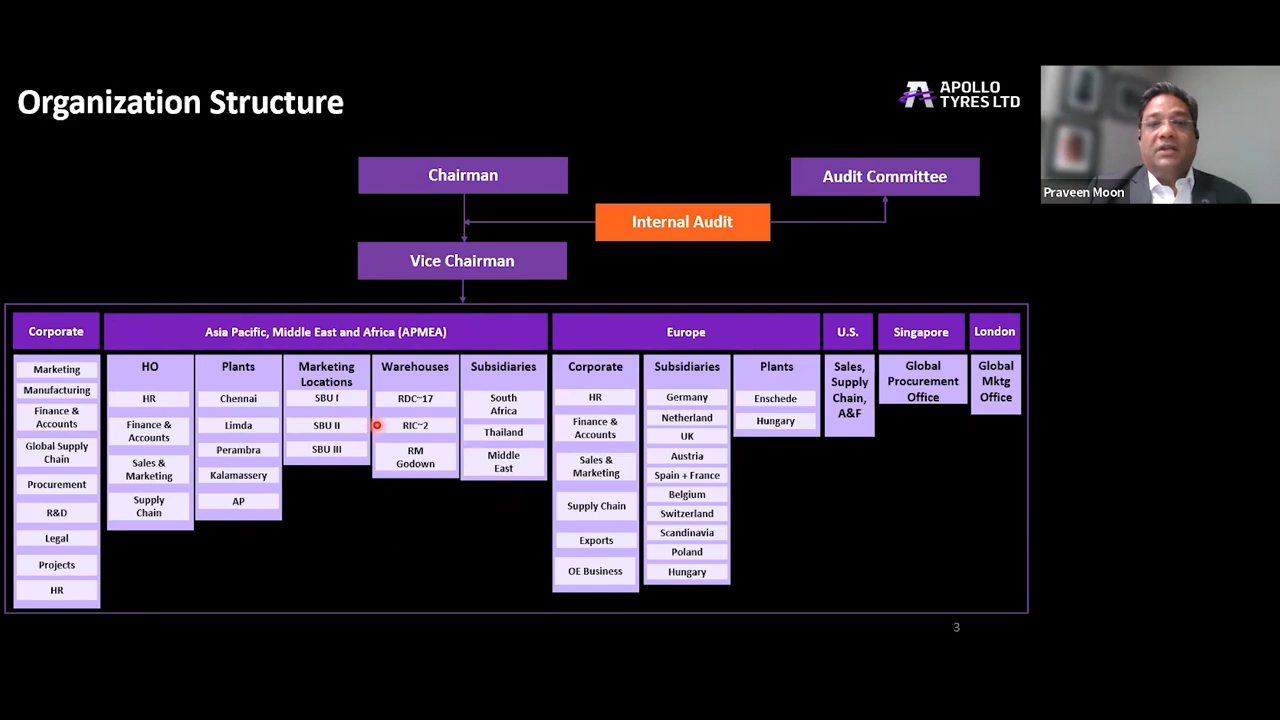 Organization Structure
APOLLO
TYRES LTD
Praveen Moon
Chairman
Audit Committee
Internal Audit
Vice Chairman
Corporate
Marketing
Manufacturing
Finance &
Accounts
Global Supply
Chain
Procurement
R&D
Legal
Projects
HR
Asia Pacific, Middle East and Africa (APMEA)
HO
HR
Finance &
Accounts
Sales &
Marketing
Supply
Chain
Plants
Chennai
Limda
Perambra
Kalamassery
AP
Marketing
Locations
SBU I
SBU II
SBU III
Warehouses
RDC~17
RIC~2
RM
Godown
Subsidiaries
South
Africa
Thailand
Middle
East
Europe
Corporate
HR
Finance &
Accounts
Sales &
Marketing
Supply Chain
Exports
OE Business
Subsidiaries
Germany
Netherland
UK
Austria
Spain + France
Belgium
Switzerland
Scandinavia
Poland
Hungary
Plants
Enschede
Hungary
U.S.
Sales,
Supply
Chain,
A&F
Singapore
Global
Procurement
Office
London
Global
Mktg
Office
3